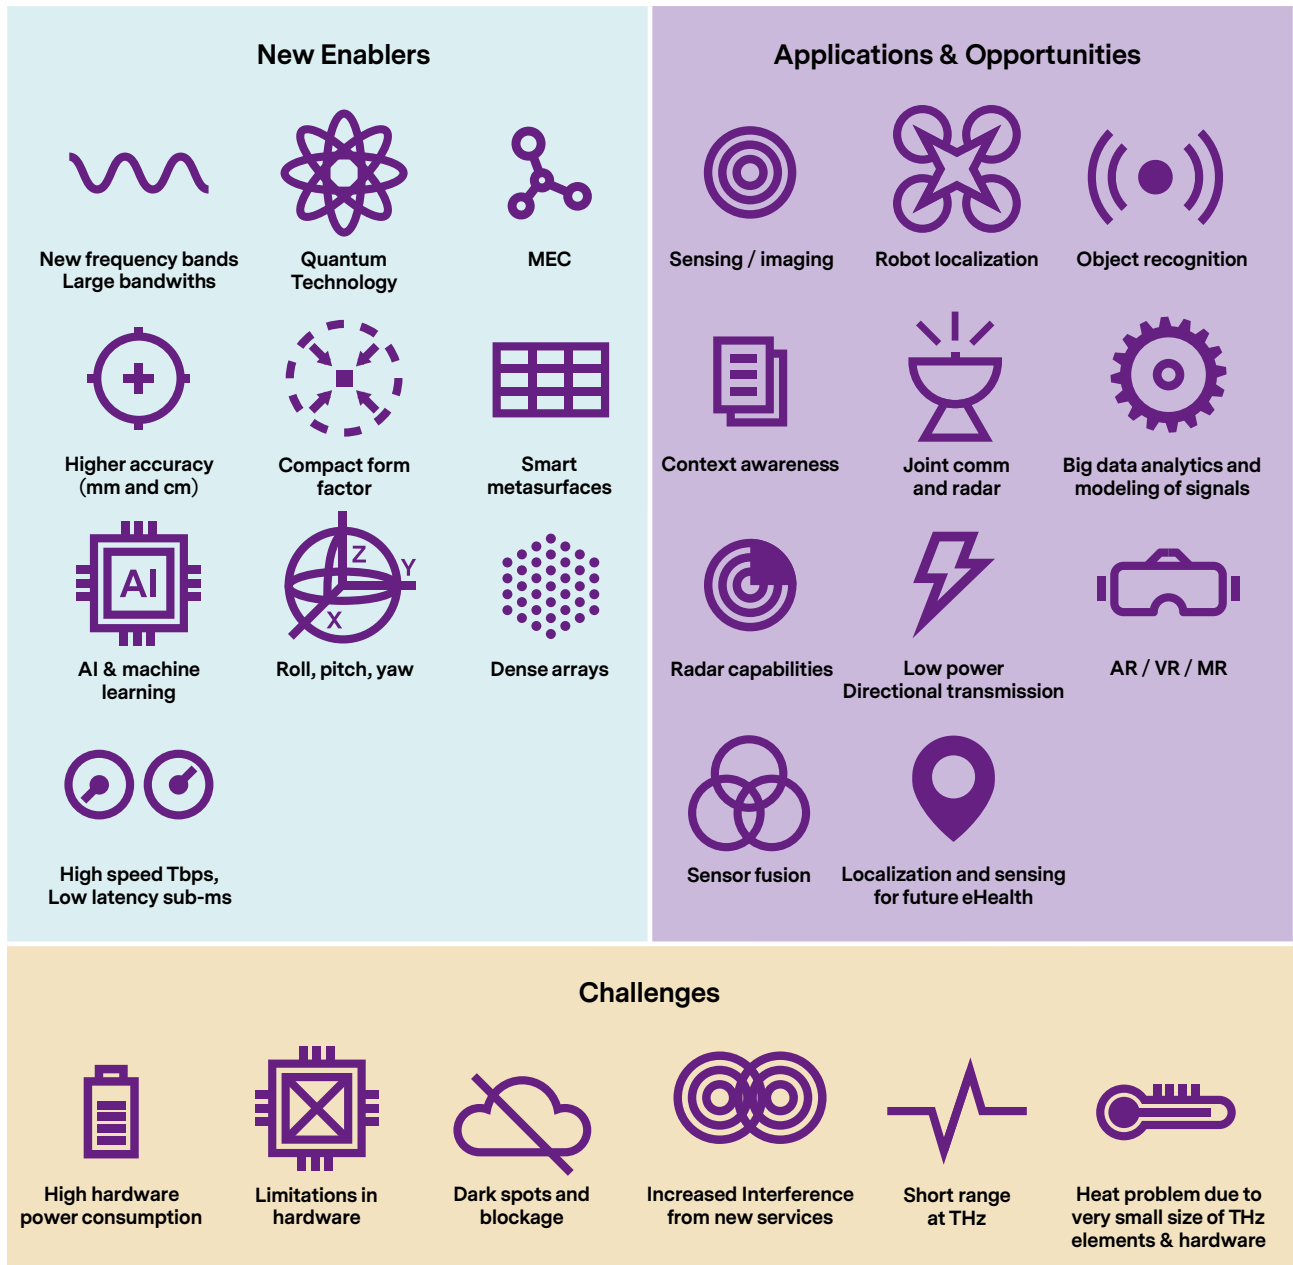 New Enablers
New frequency bands
Large bandwiths
Quantum
Technology
MEC
Higher accuracy
(mm and cm)
Compact form
factor
Smart
metasurfaces
AI
AI & machine
learning
Z
Y
X
Roll, pitch, yaw
Dense arrays
High speed Tbps,
Low latency sub-ms
Applications & Opportunities
Sensing / imaging
Robot localization
Object recognition
Context awareness
Joint comm
and radar
Big data analytics and
modeling of signals
Radar capabilities
Low power
Directional transmission
AR / VR / MR
Sensor fusion
Localization and sensing
for future eHealth
Challenges
High hardware
power consumption
Limitations in
hardware
Dark spots and
blockage
Increased Interference
from new services
Short range
at THz
Heat problem due to
very small size of THz
elements & hardware